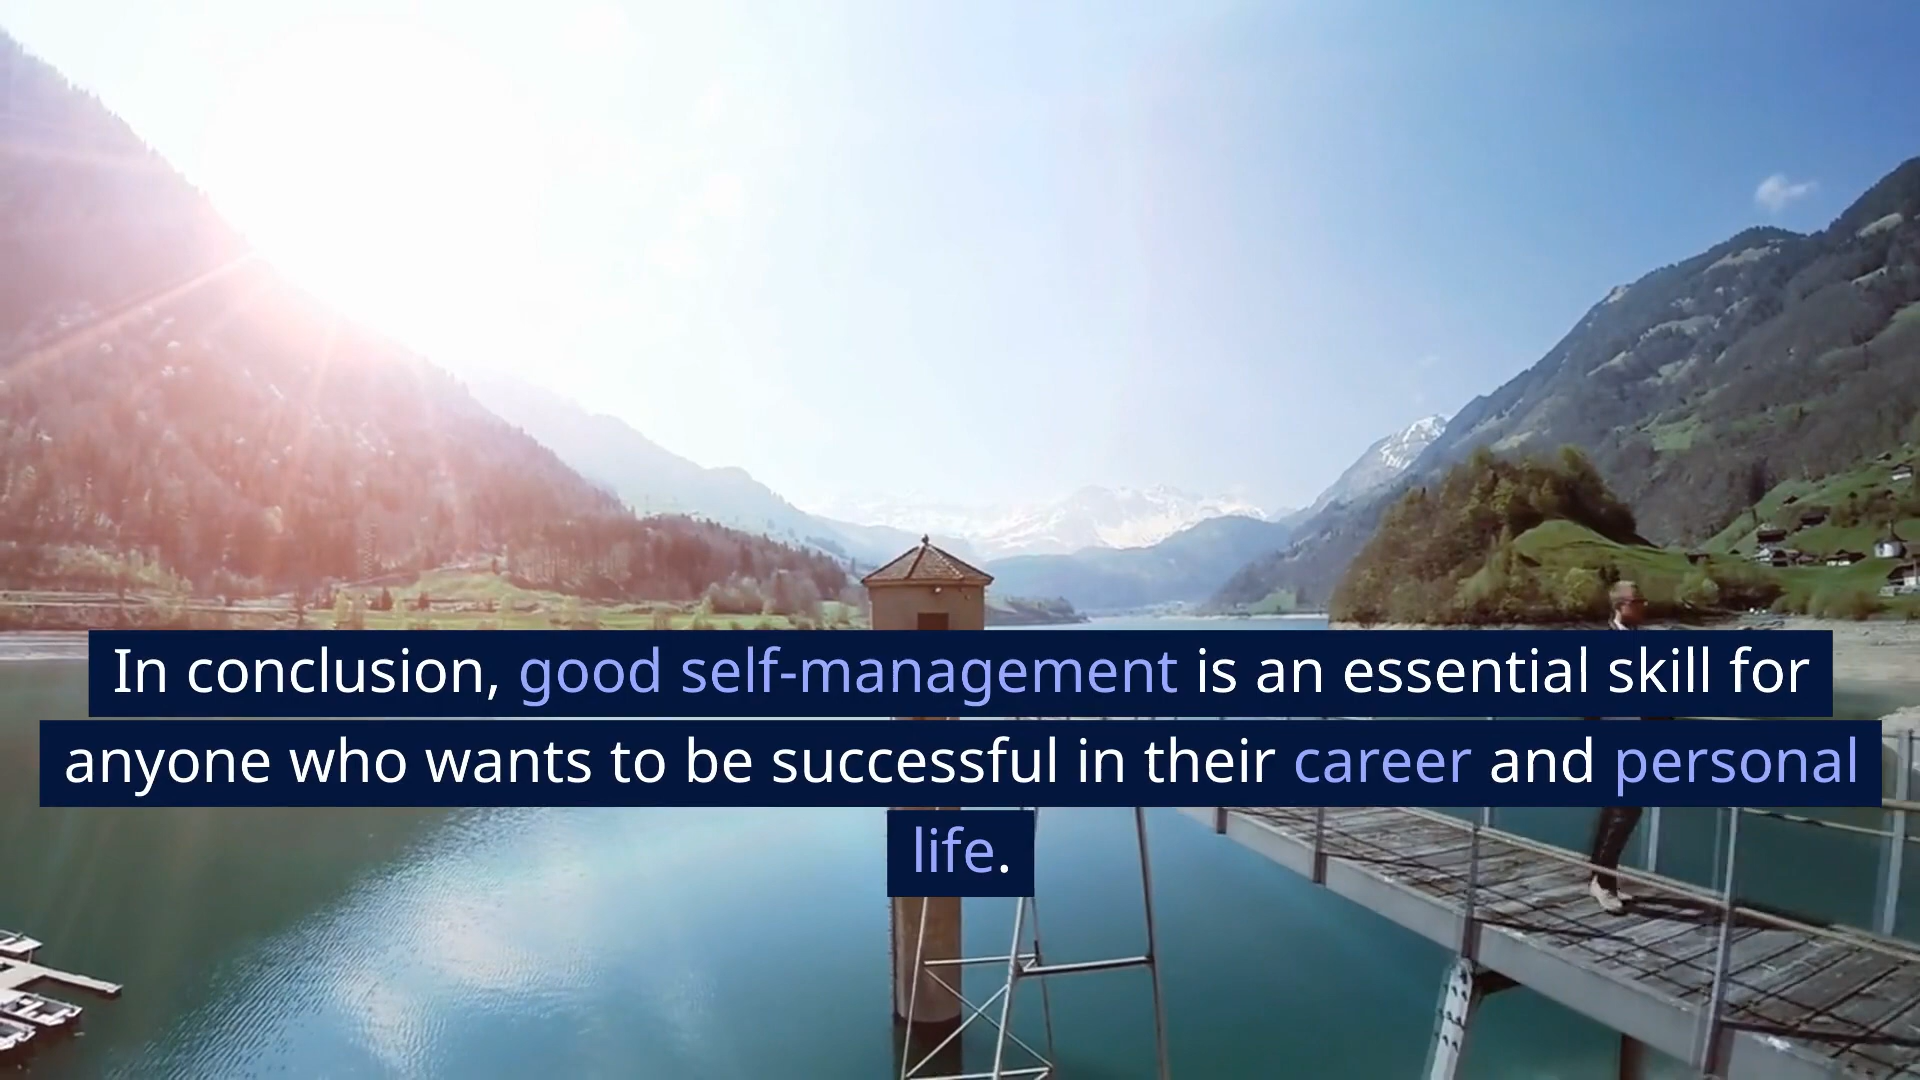 In conclusion, good self-management is an essential skill for
anyone who wants to be successful in their career and personal
life.